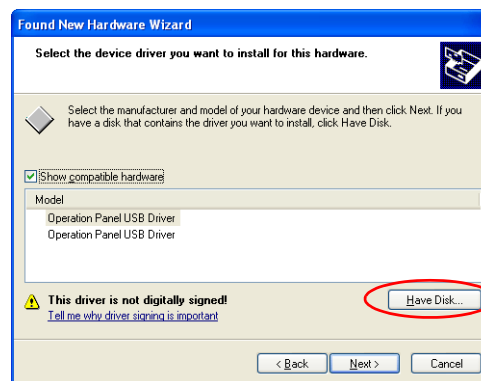 Found New Hardware Wizard
Select the device driver you want to install for this hardware.
Select the manufacturer and model of your hardware device and then click Next. If you
have a disk that contains the driver you want to install, click Have Disk.
Show compatible hardware
Model
Operation Panel USB Driver
Operation Panel USB Driver
This driver is not digitally signed!
Have Disk...
Tell me why driver signing is important
< Back
Next >
Cancel